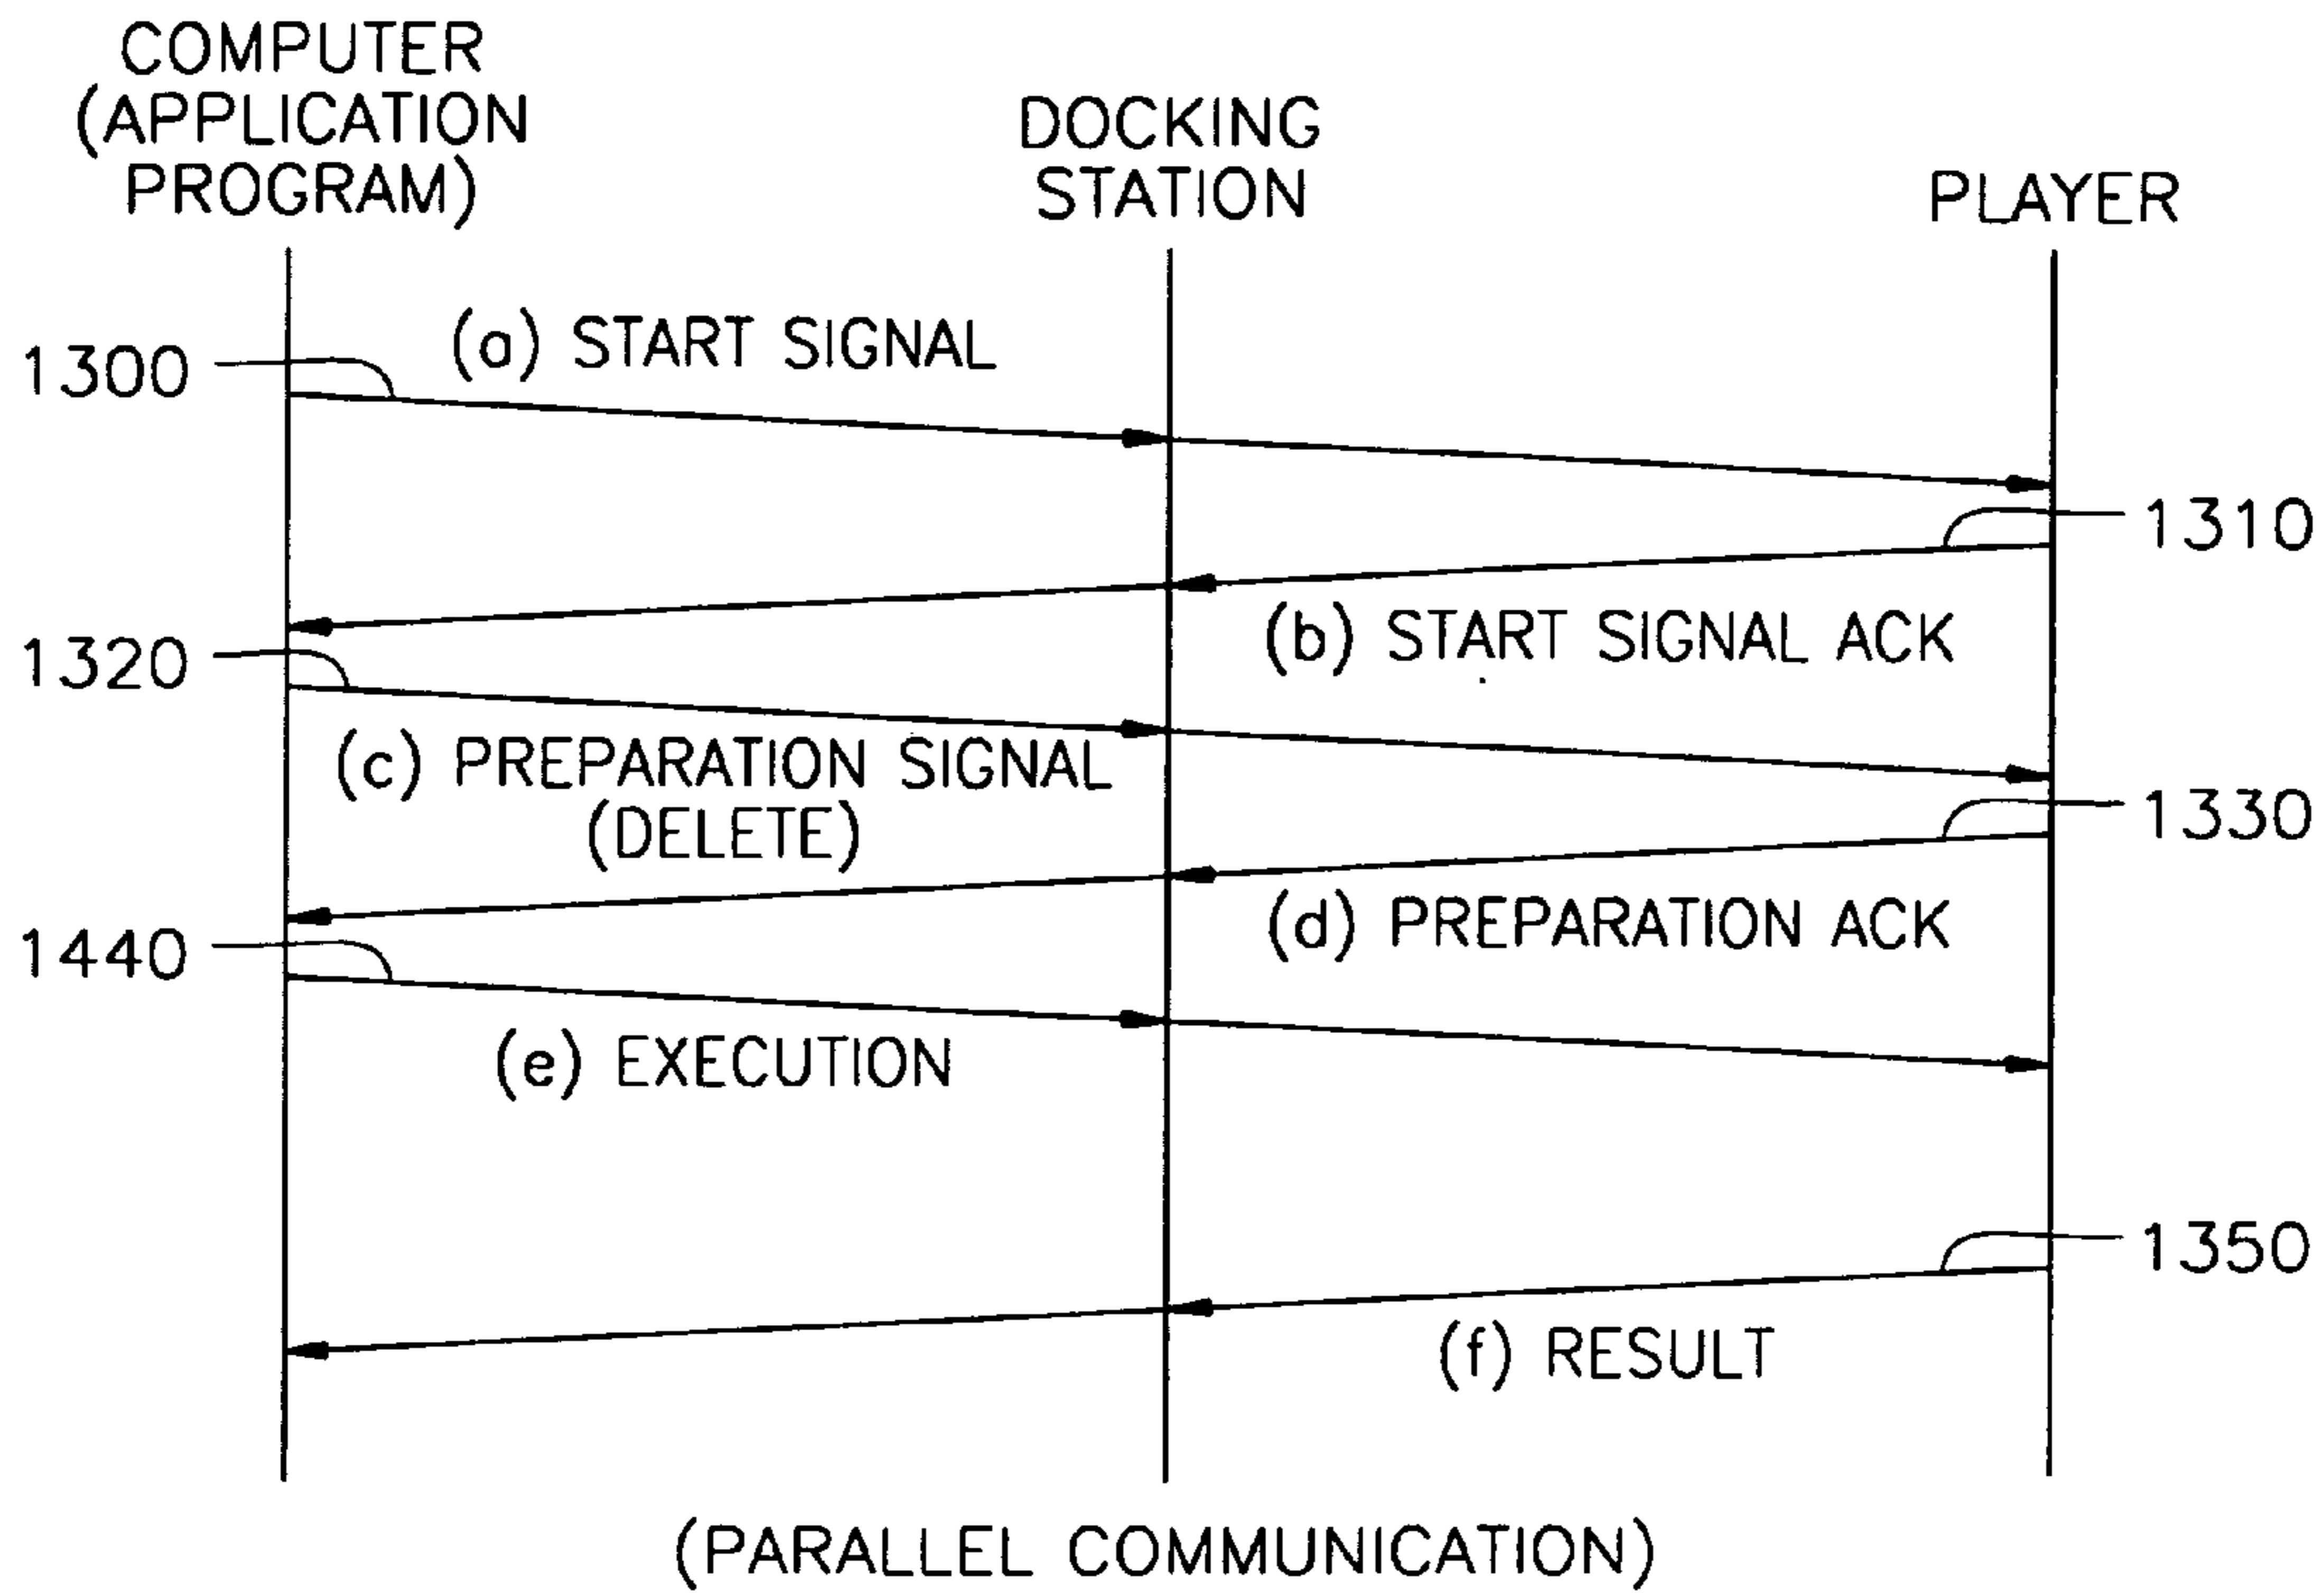 COMPUTER
(APPLICATION
PROGRAM)
DOCKING
STATION
PLAYER
1300
(a) START SIGNAL
1310
(b) START SIGNAL ACK
1320
(c) PREPARATION SIGNAL
(DELETE)
1330
(d) PREPARATION ACK
1440
(e) EXECUTION
1350
(f) RESULT
(PARALLEL COMMUNICATION)